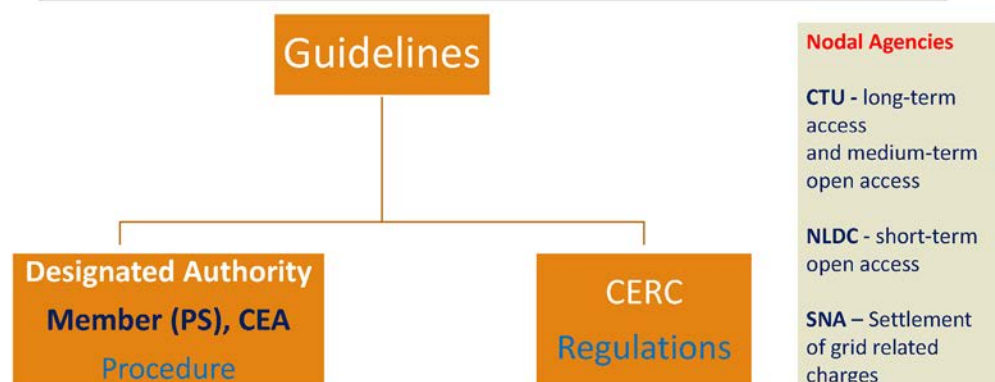 Guidelines
Designated Authority
Member (PS), CEA
Procedure
CERC
Regulations
Nodal Agencies
CTU - long-term
access
and medium-term
open access
NLDC - short-term
open access
SNA – Settlement
of grid related
charges